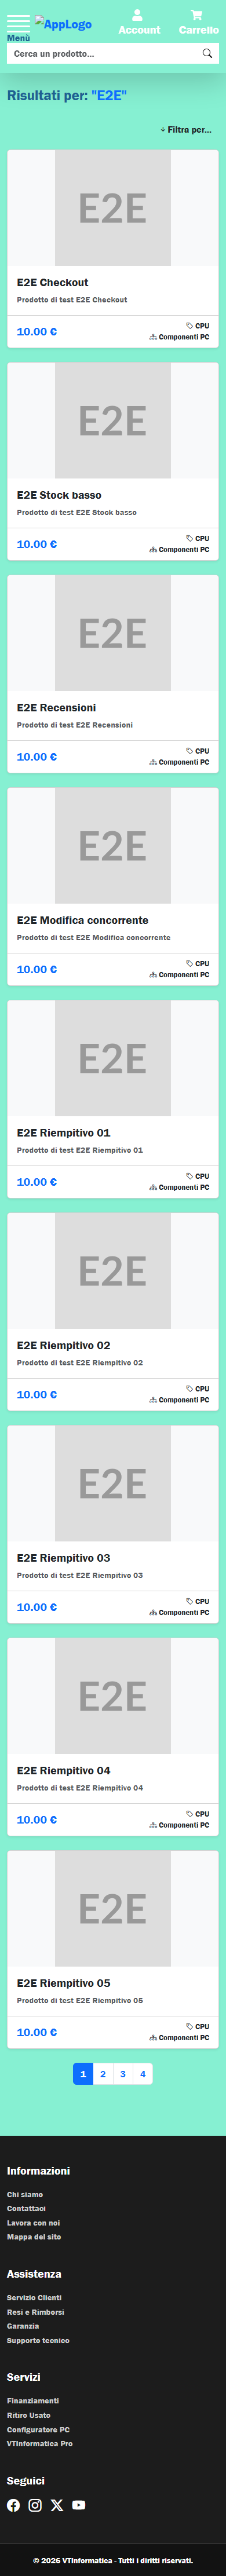 AppLogo
Menù
Account
Carrello
Cerca un prodotto...
Risultati per: "E2E"
Filtra per...
E2E
E2E Checkout
Prodotto di test E2E Checkout
10.00 €
CPU
Componenti PC
E2E
E2E Stock basso
Prodotto di test E2E Stock basso
10.00 €
CPU
Componenti PC
E2E
E2E Recensioni
Prodotto di test E2E Recensioni
10.00 €
CPU
Componenti PC
E2E
E2E Modifica concorrente
Prodotto di test E2E Modifica concorrente
10.00 €
CPU
Componenti PC
E2E
E2E Riempitivo 01
Prodotto di test E2E Riempitivo 01
10.00 €
CPU
Componenti PC
E2E
E2E Riempitivo 02
Prodotto di test E2E Riempitivo 02
10.00 €
CPU
Componenti PC
E2E
E2E Riempitivo 03
Prodotto di test E2E Riempitivo 03
10.00 €
CPU
Componenti PC
E2E
E2E Riempitivo 04
Prodotto di test E2E Riempitivo 04
10.00 €
CPU
Componenti PC
E2E
E2E Riempitivo 05
Prodotto di test E2E Riempitivo 05
10.00 €
CPU
Componenti PC
1 2 3 4
Informazioni
Chi siamo
Contattaci
Lavora con noi
Mappa del sito
Assistenza
Servizio Clienti
Resi e Rimborsi
Garanzia
Supporto tecnico
Servizi
Finanziamenti
Ritiro Usato
Configuratore PC
VTInformatica Pro
Seguici
© 2026 VTInformatica - Tutti i diritti riservati.